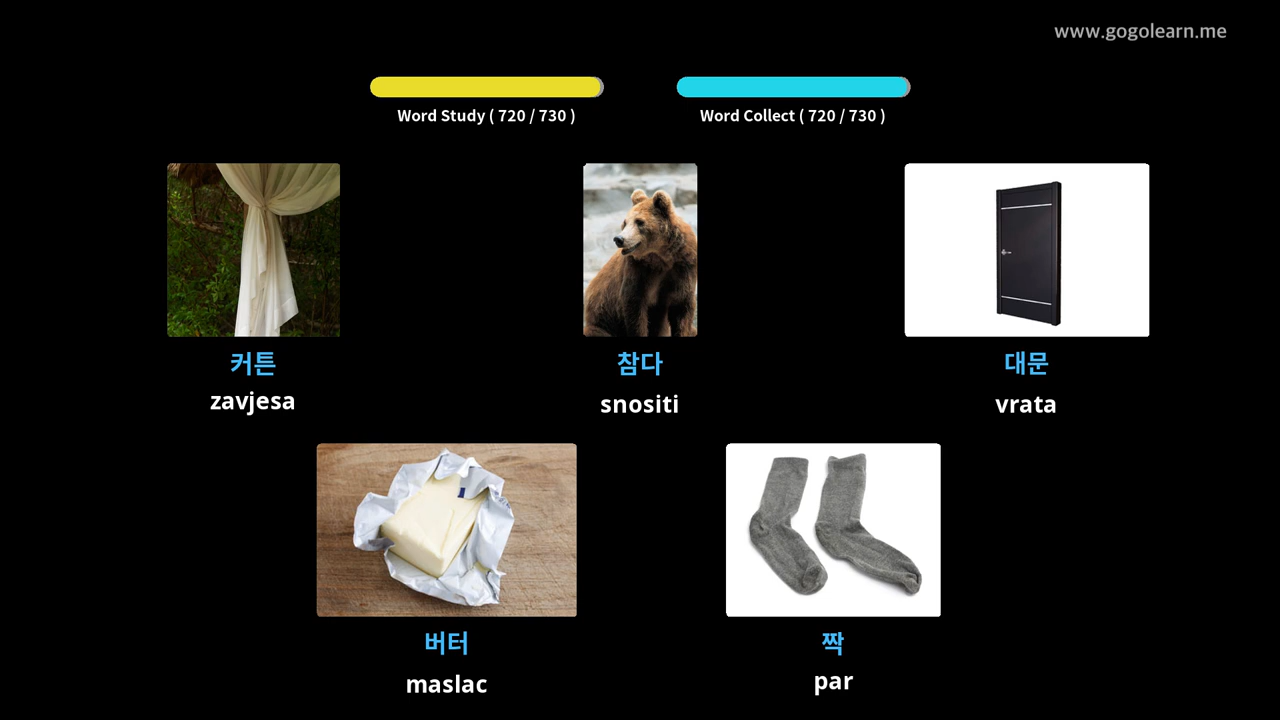 www.gogolearn.me
Word Study ( 720 / 730 )
Word Collect ( 720 / 730 )
커튼
zavjesa
참다
snositi
대문
vrata
버터
maslac
짝
par